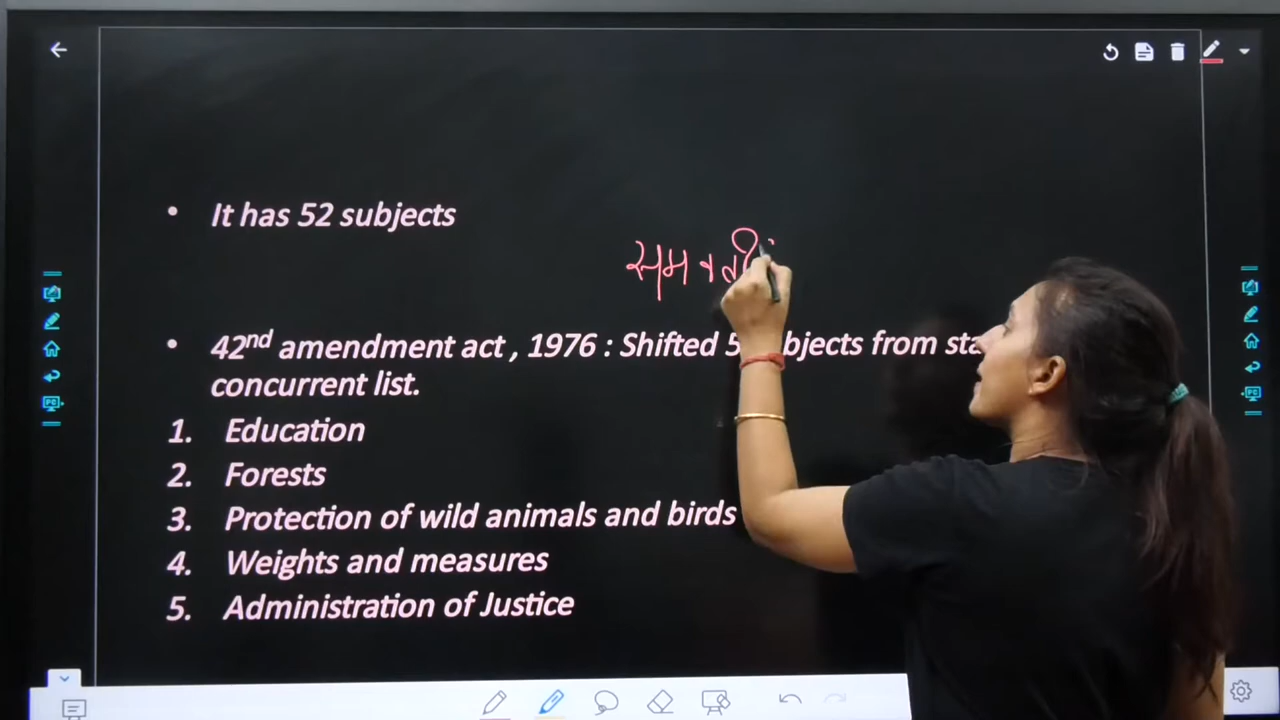 It has 52 subjects
समवर्ती
42nd amendment act , 1976 : Shifted 5 bjects from sta
concurrent list.
1. Education
2. Forests
3. Protection of wild animals and birds
4. Weights and measures
5. Administration of Justice